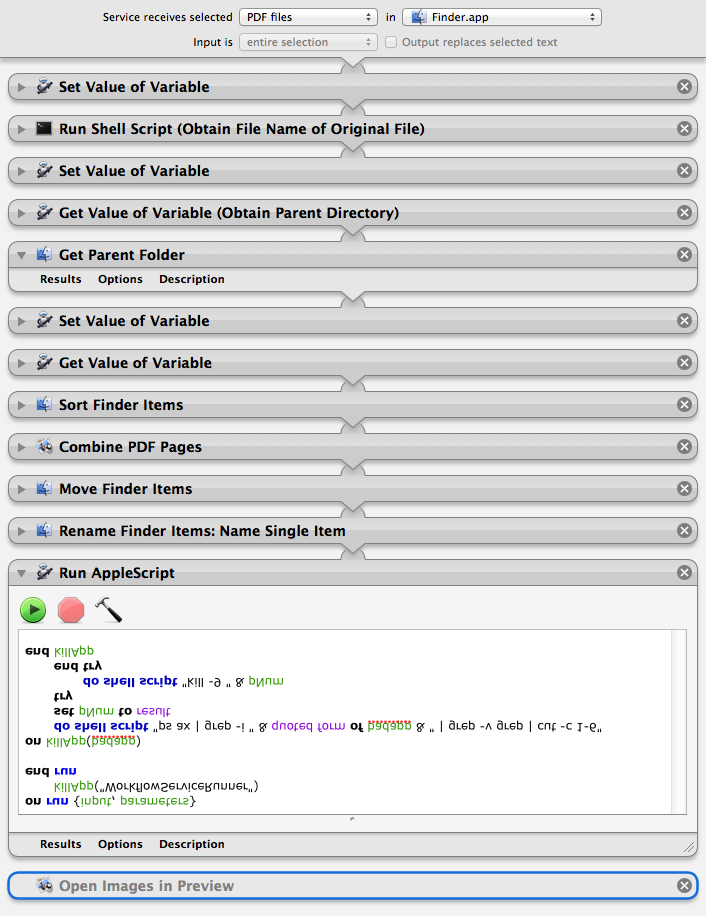 Service receives selected PDF files in Finder.app
Input is entire selection Output replaces selected text
Set Value of Variable
Run Shell Script (Obtain File Name of Original File)
Set Value of Variable
Get Value of Variable (Obtain Parent Directory)
Get Parent Folder
Results Options Description
Set Value of Variable
Get Value of Variable
Sort Finder Items
Combine PDF Pages
Move Finder Items
Rename Finder Items: Name Single Item
Run AppleScript
on run {input, parameters}
killApp("WorkflowServiceRunner")
end run
on killApp(badapp)
do shell script "ps ax | grep -i " & quoted form of badapp & " | grep -v grep | cut -c 1-6"
set pNum to result
try
do shell script "kill -9 " & pNum
end try
end killApp
Results Options Description
Open Images in Preview